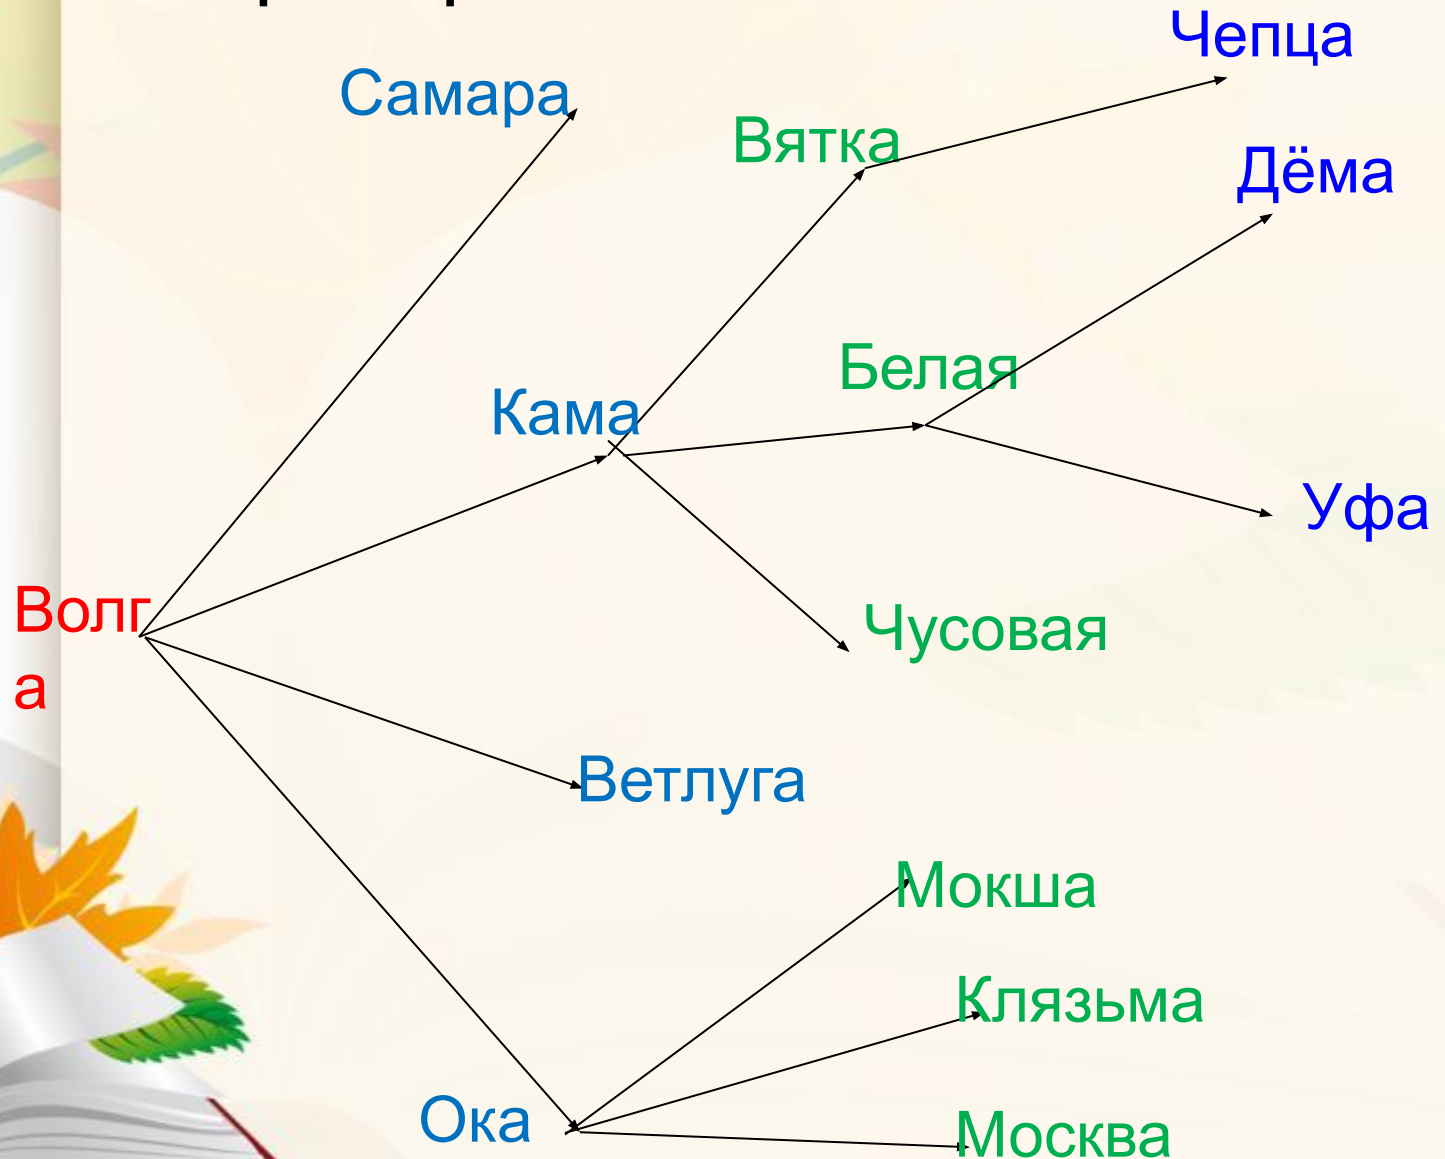 Чепца
Самара
Вятка
Дёма
Белая
Кама
Уфа
Волг
а
Чусовая
Ветлуга
Мокша
Клязьма
Ока
Москва